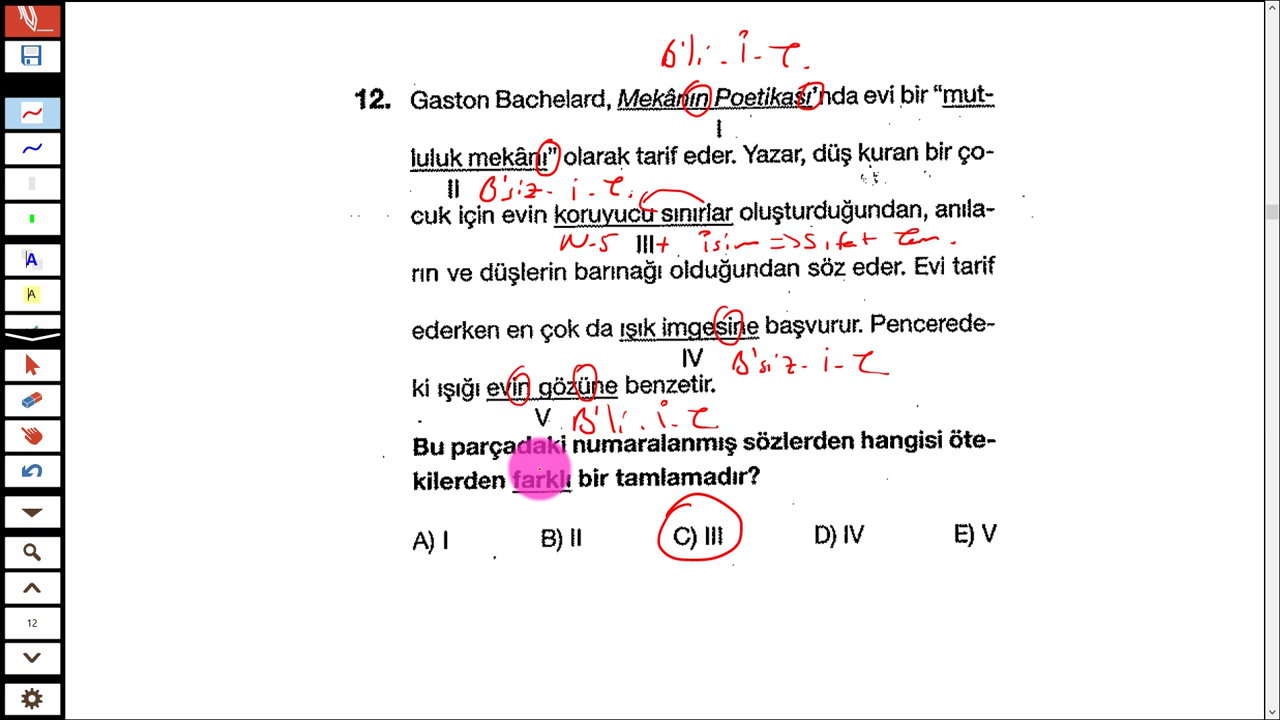 B'li. İ-T.
12. Gaston Bachelard, Mekânın Poetikası'nda evi bir “mut-
I
luluk mekânı” olarak tarif eder. Yazar, düş kuran bir ço-
II B'siz- i-T.
cuk için evin koruyucu sınırlar oluşturduğundan, anıla-
N-S III+ isim => Sıfat tam.
rın ve düşlerin barınağı olduğundan söz eder. Evi tarif
ederken en çok da ışık imgesine başvurur. Pencerede-
IV B'siz- i-T
ki ışığı evin gözüne benzetir.
V B'li. İ-T
Bu parçadaki numaralanmış sözlerden hangisi öte-
kilerden farklı bir tamlamadır?
A) I B) II C) III D) IV E) V
A
A
12